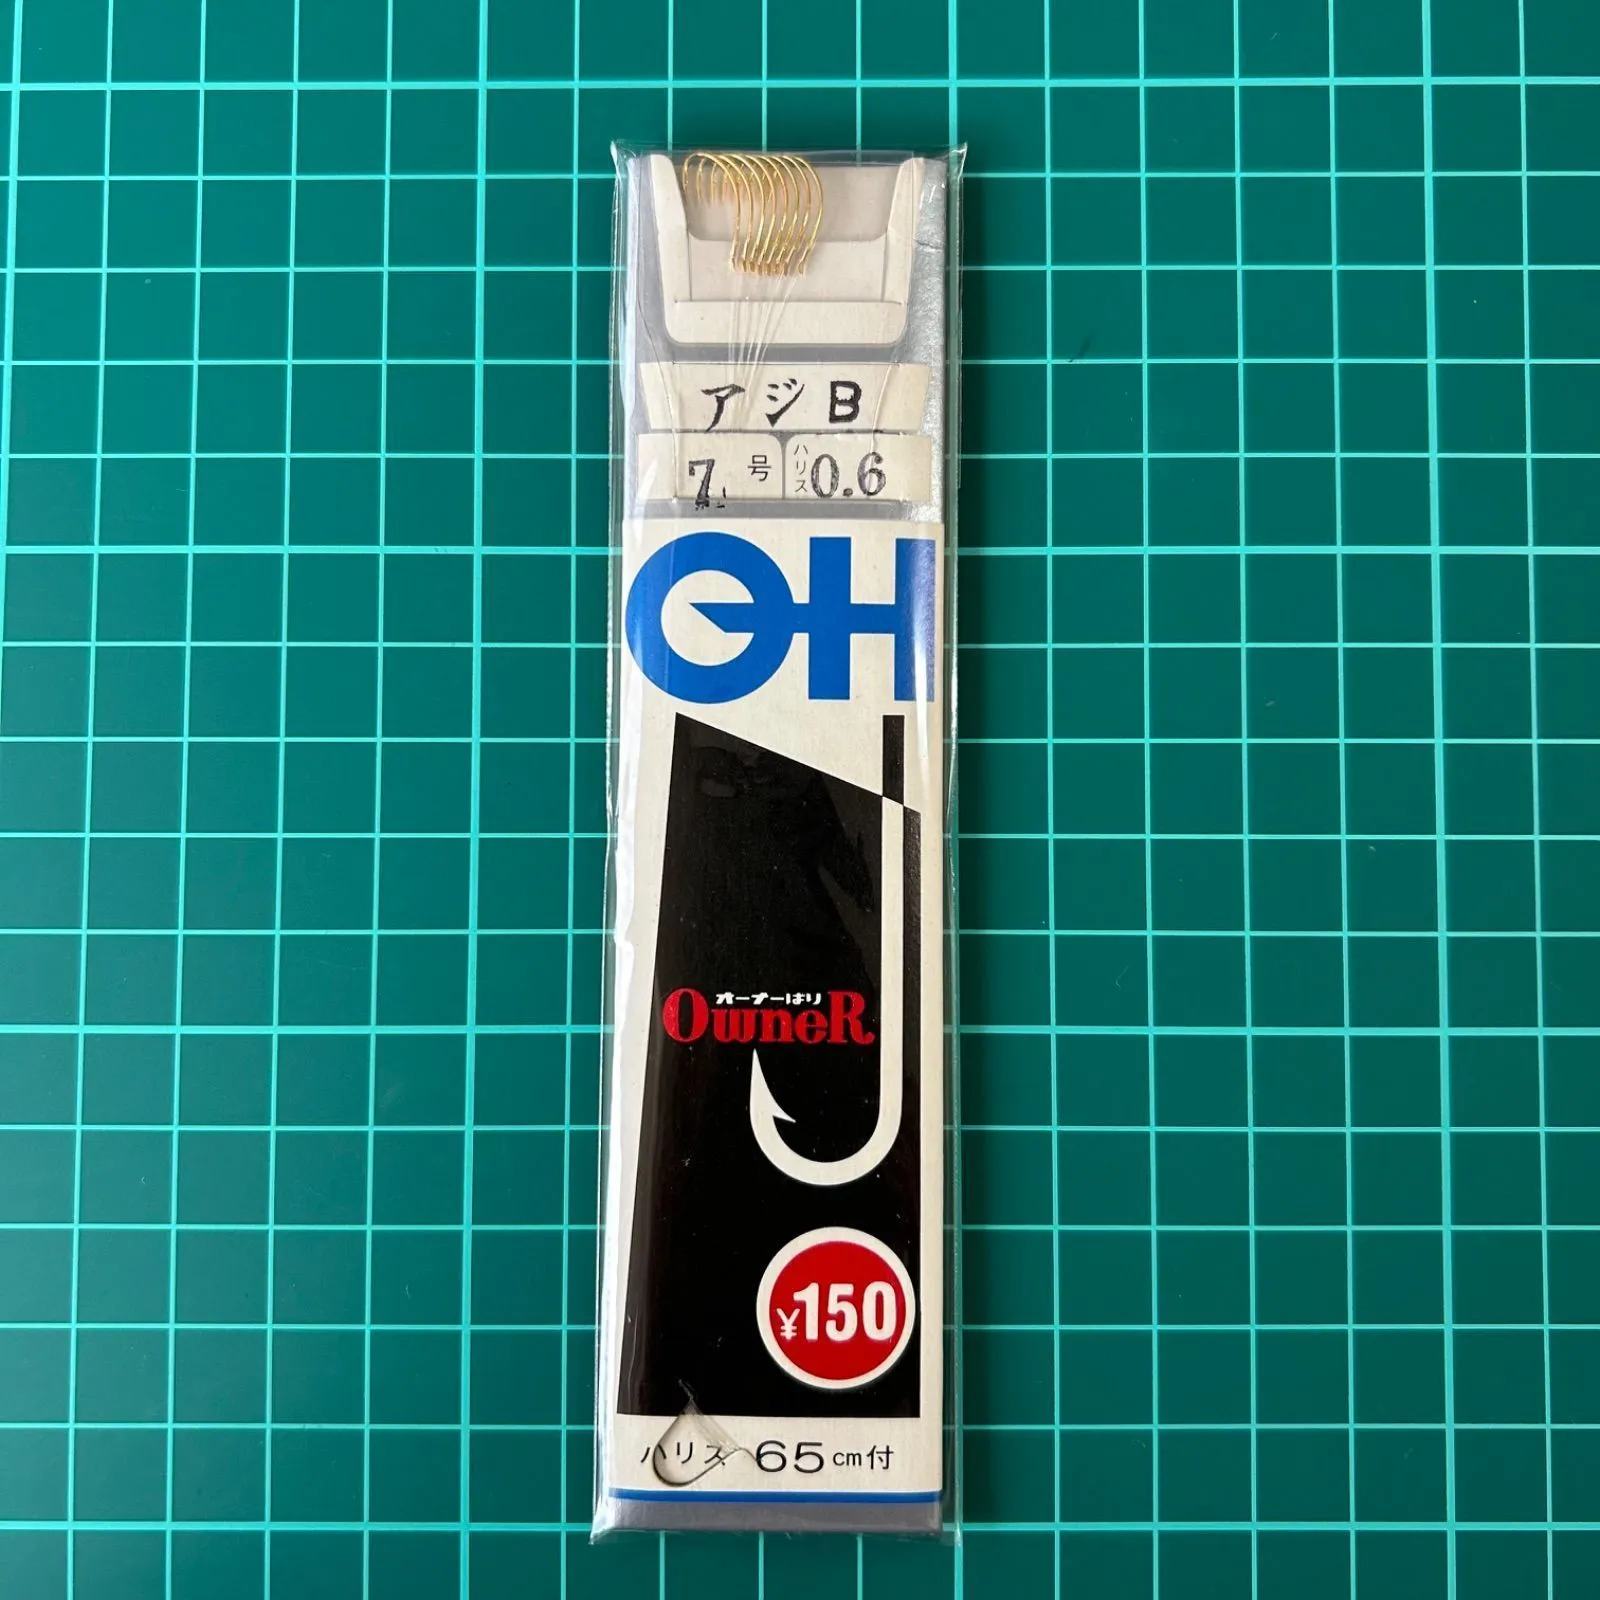 アジB
7号 ハリス0.6
OH
オーナーばり
OwneR
¥150
ハリス 65cm付